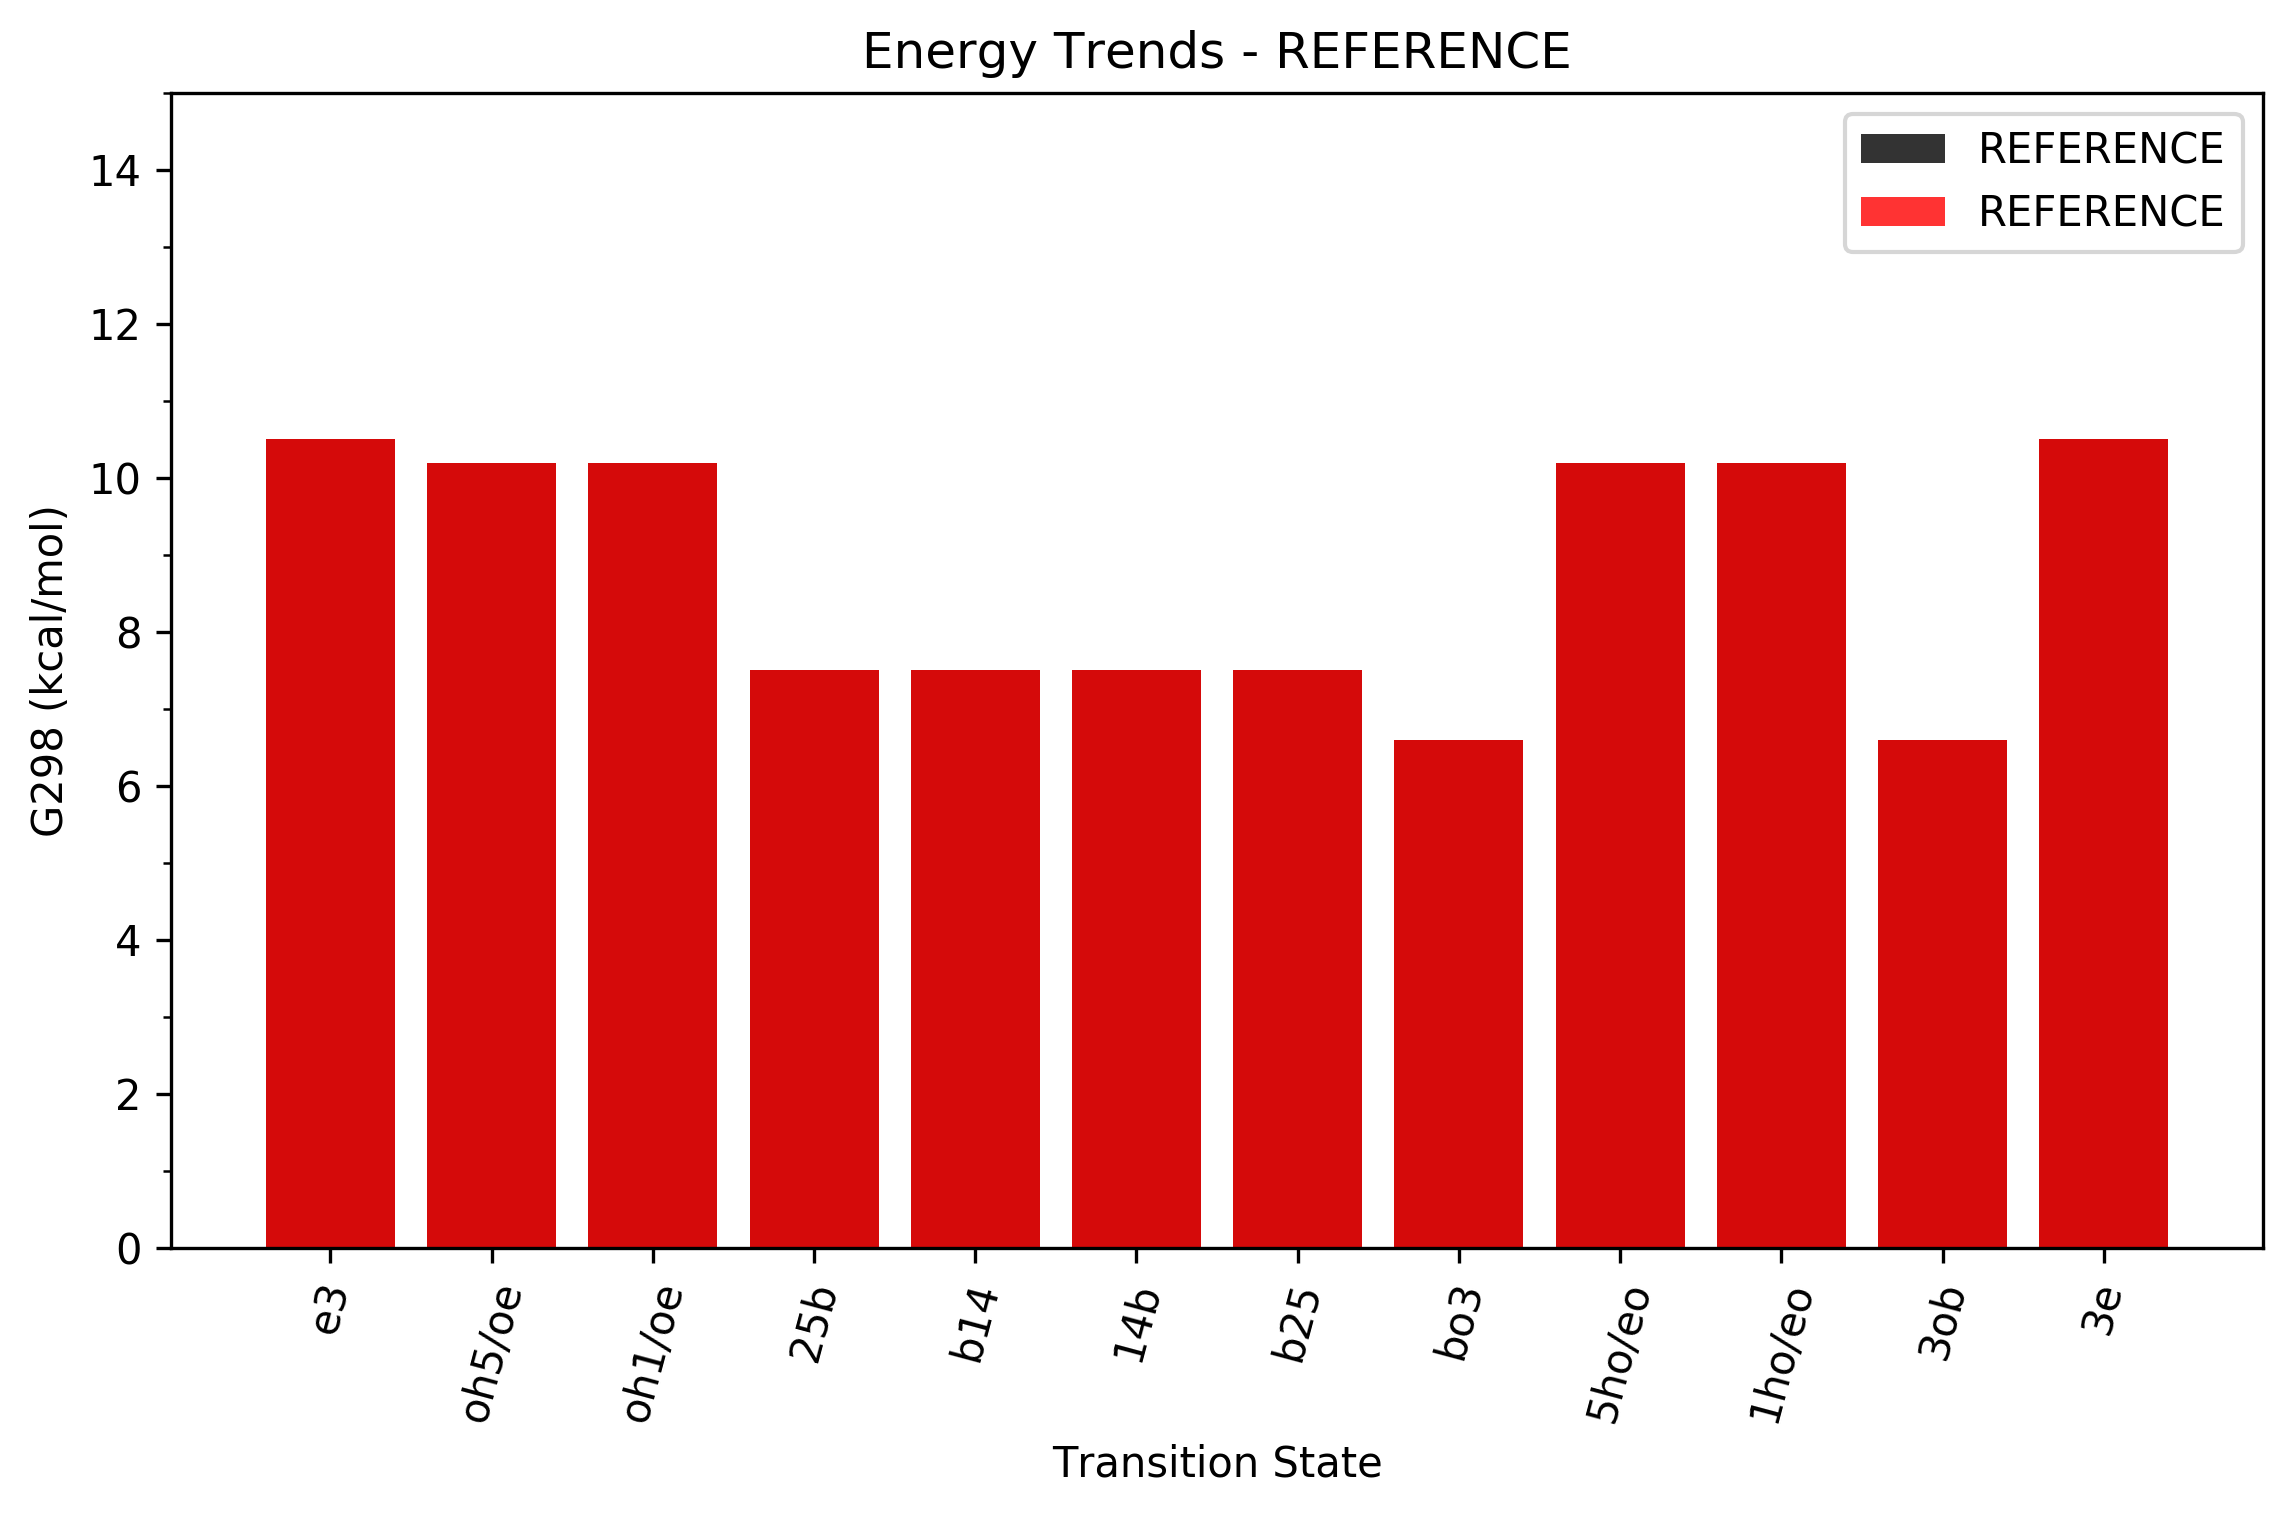 Energy Trends - REFERENCE
REFERENCE
REFERENCE
14
12
10
8
6
4
2
0
G298 (kcal/mol)
e3
oh5/oe
oh1/oe
25b
b14
14b
b25
bo3
5ho/eo
1ho/eo
3ob
3e
Transition State